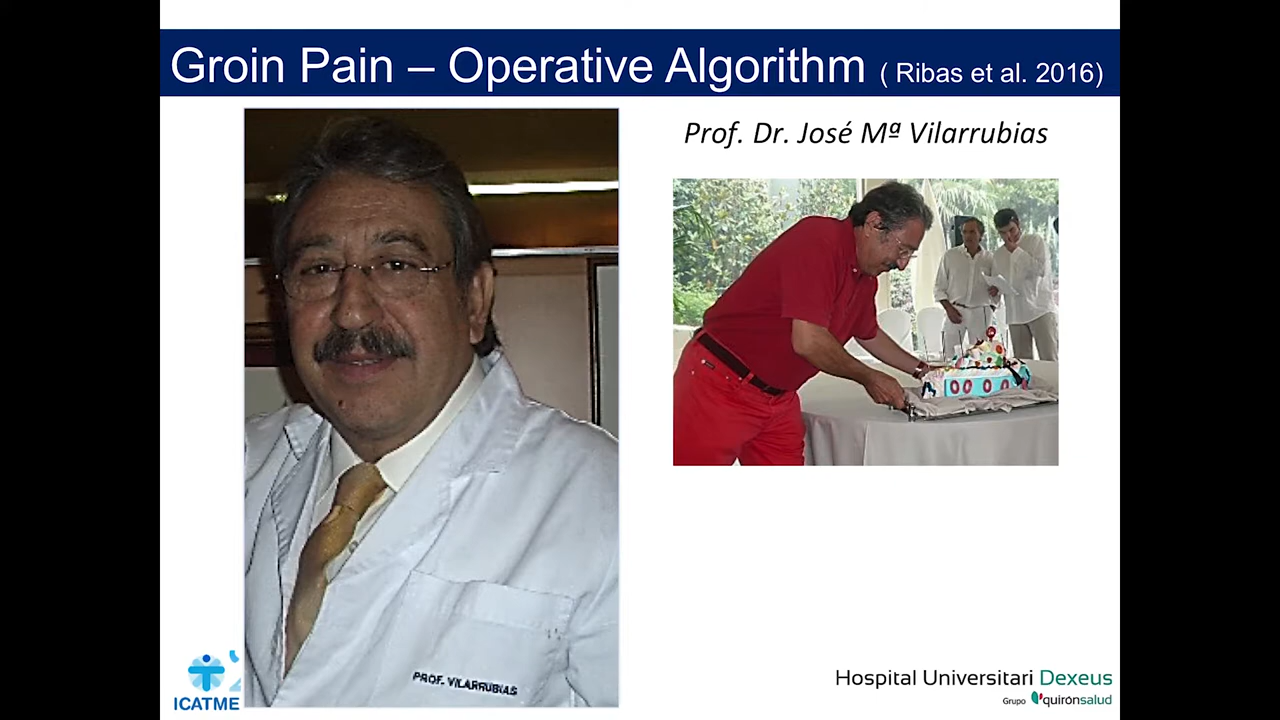 Groin Pain – Operative Algorithm ( Ribas et al. 2016)
Prof. Dr. José Mª Vilarrubias
PROF. VILARRUBIAS
ICATME
Hospital Universitari Dexeus
Grupo quirónsalud